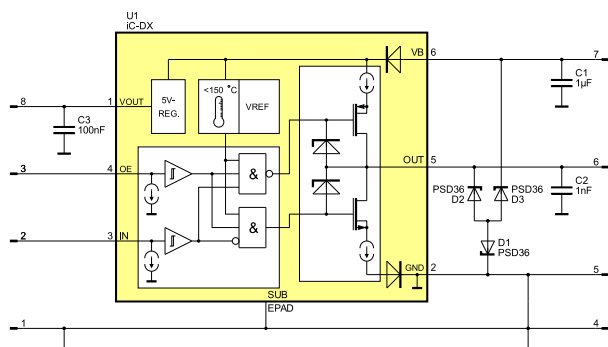 U1
iC-DX
VB
6
7
<150 °C
5V-
REG.
VREF
C1
1µF
8
1
VOUT
C3
100nF
&
OUT
5
6
3
4
OE
PSD36
D2
PSD36
D3
C2
1nF
&
2
3
IN
D1
PSD36
GND
2
5
SUB
EPAD
1
4